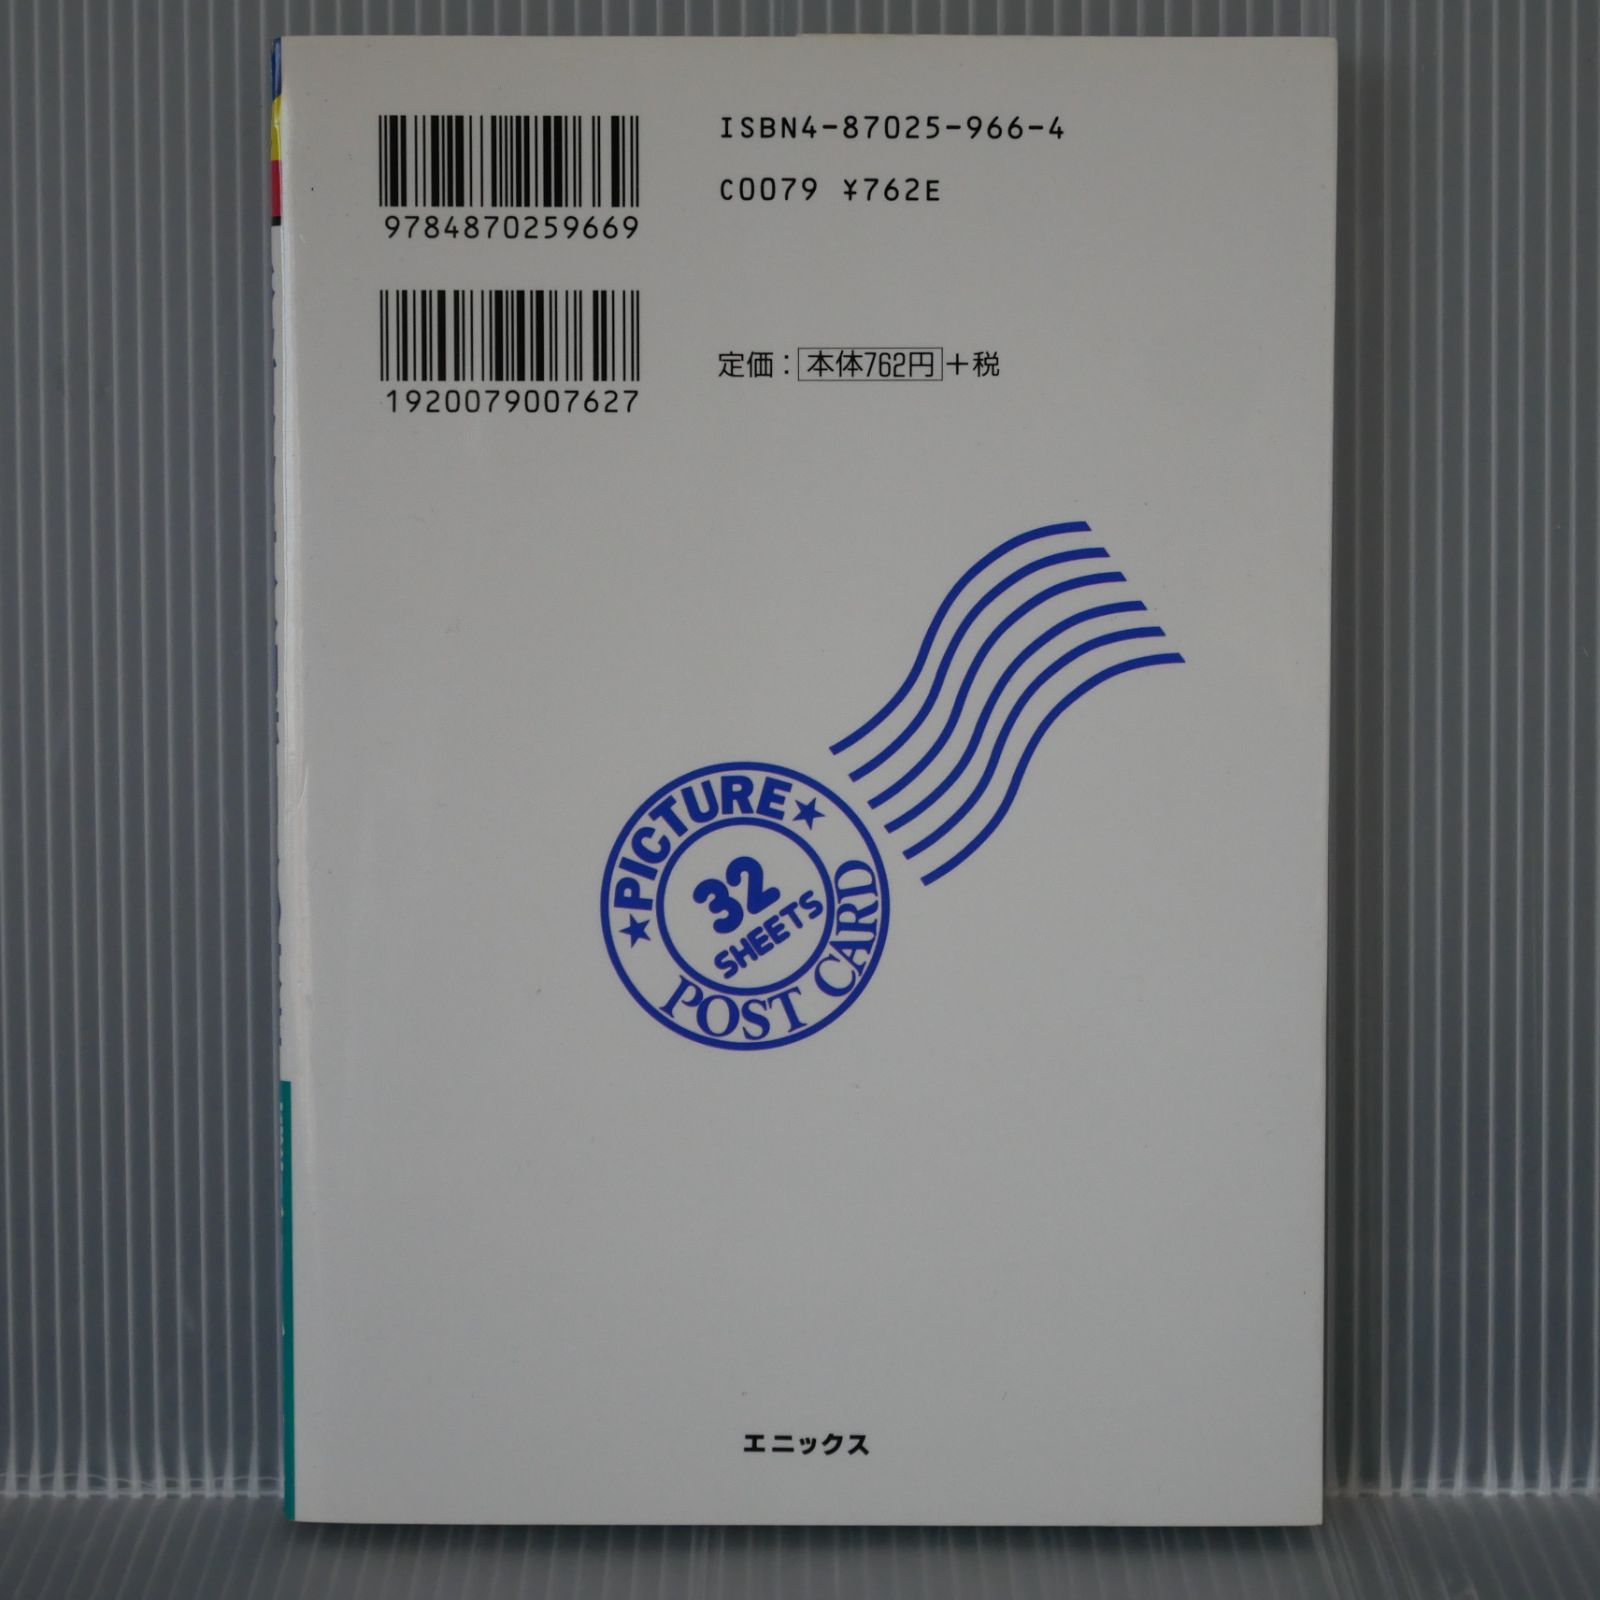 ISBN4-87025-966-4
C0079 ¥762E
9784870259669
1920079007627
定価：本体762円+税
★PICTURE★
32
SHEETS
POST CARD
エニックス